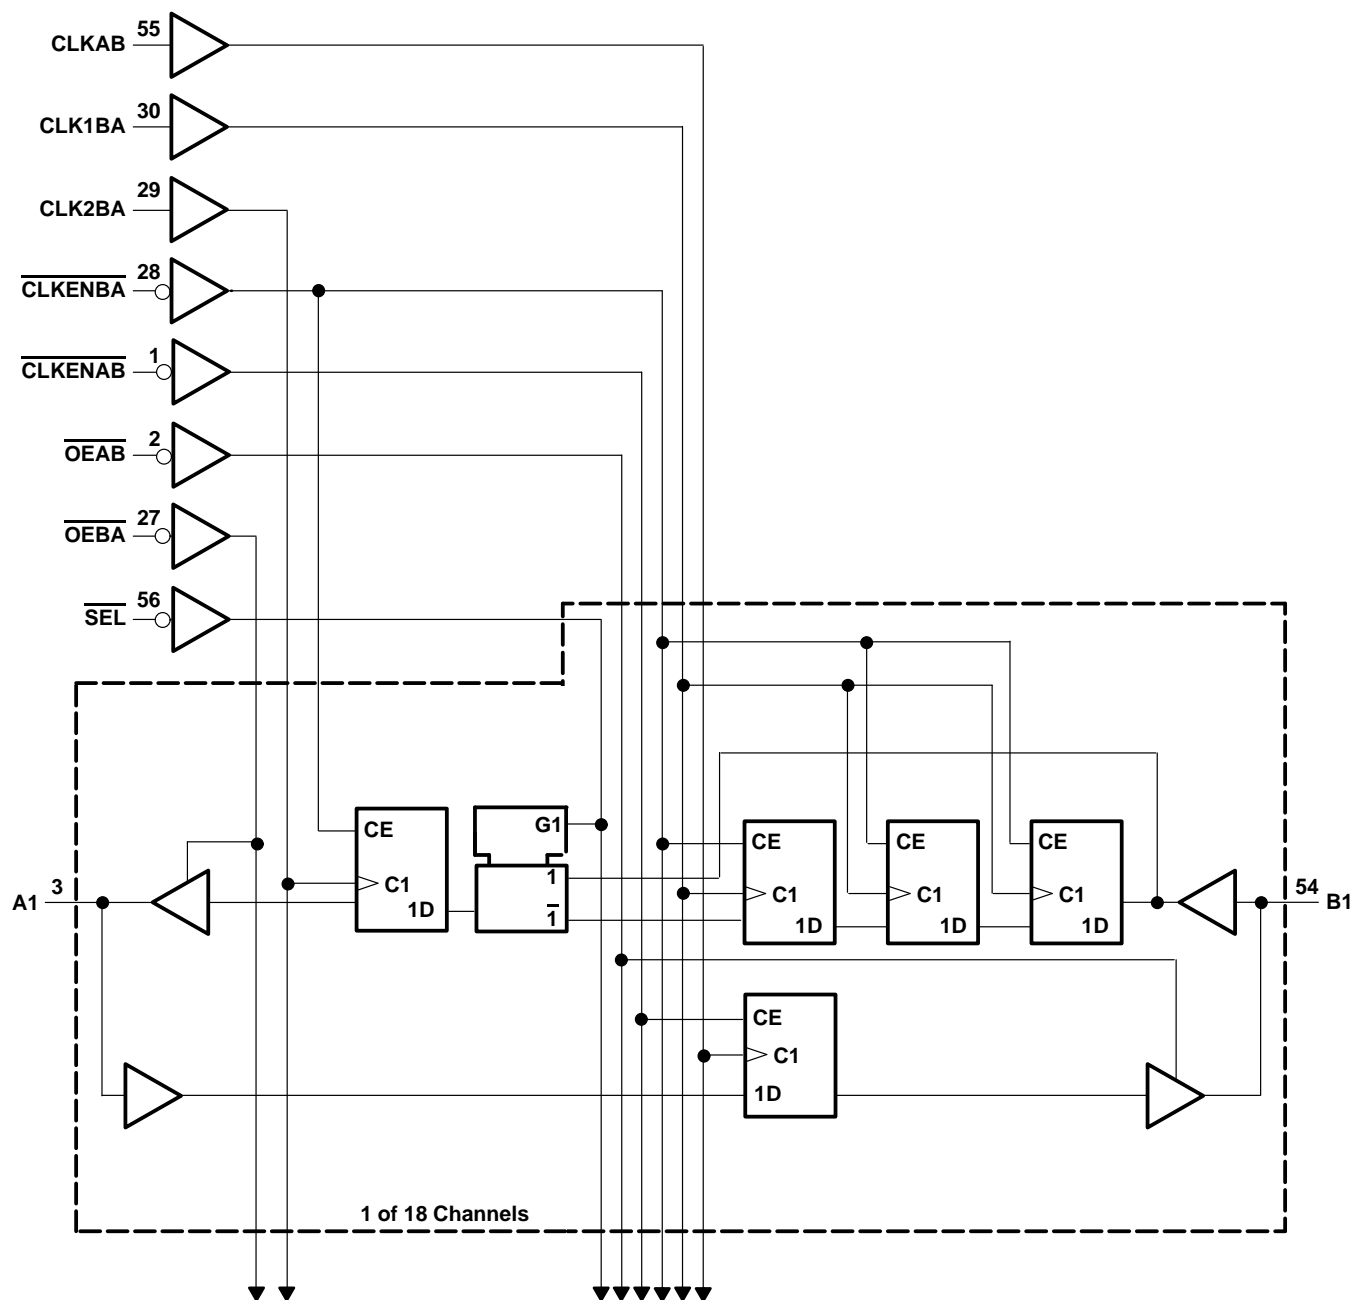 CLKAB 55
CLK1BA 30
CLK2BA 29
CLKENBA 28
CLKENAB 1
OEAB 2
OEBA 27
SEL 56
CE
C1
1D
G1
1
1
CE
C1
1D
CE
C1
1D
CE
C1
1D
A1 3
54 B1
CE
C1
1D
1 of 18 Channels